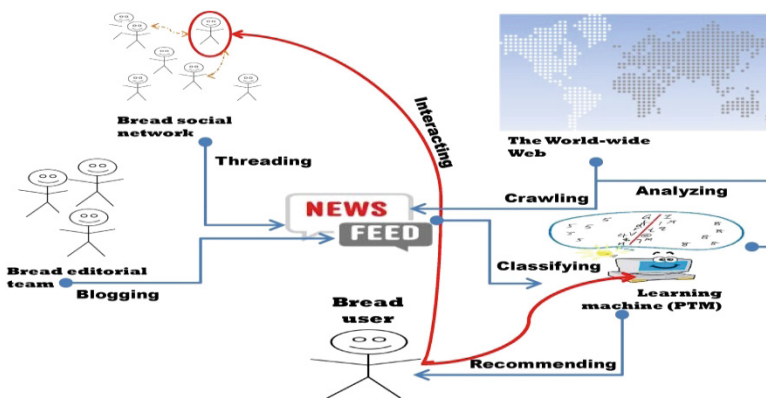 Bread social
network
Threading
Interacting
The World-wide
Web
Crawling
Analyzing
NEWS
FEED
Bread editorial
team
Blogging
Classifying
Learning
machine (PTM)
Bread
user
Recommending